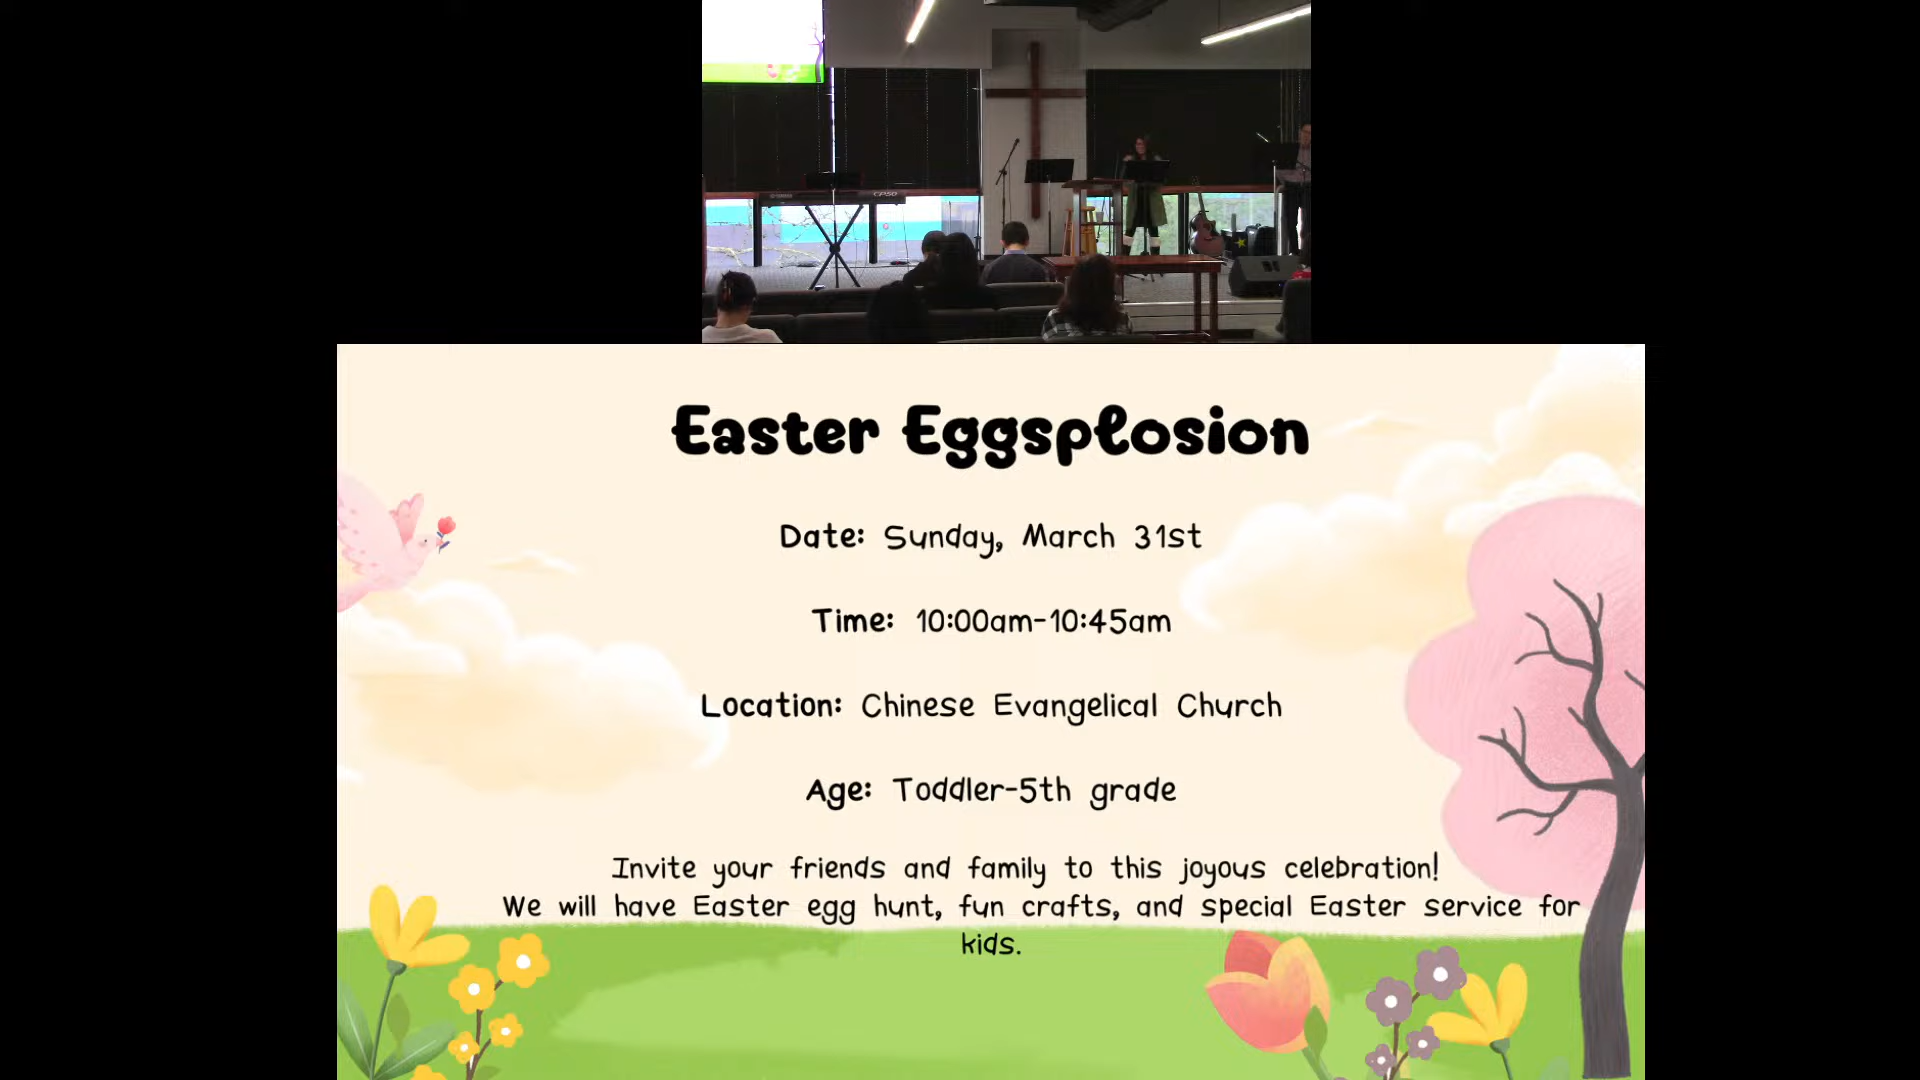 CP50
Easter Eggsplosion
Date: Sunday, March 31st
Time: 10:00am-10:45am
Location: Chinese Evangelical Church
Age: Toddler-5th grade
Invite your friends and family to this joyous celebration!
We will have Easter egg hunt, fun crafts, and special Easter service for
kids.